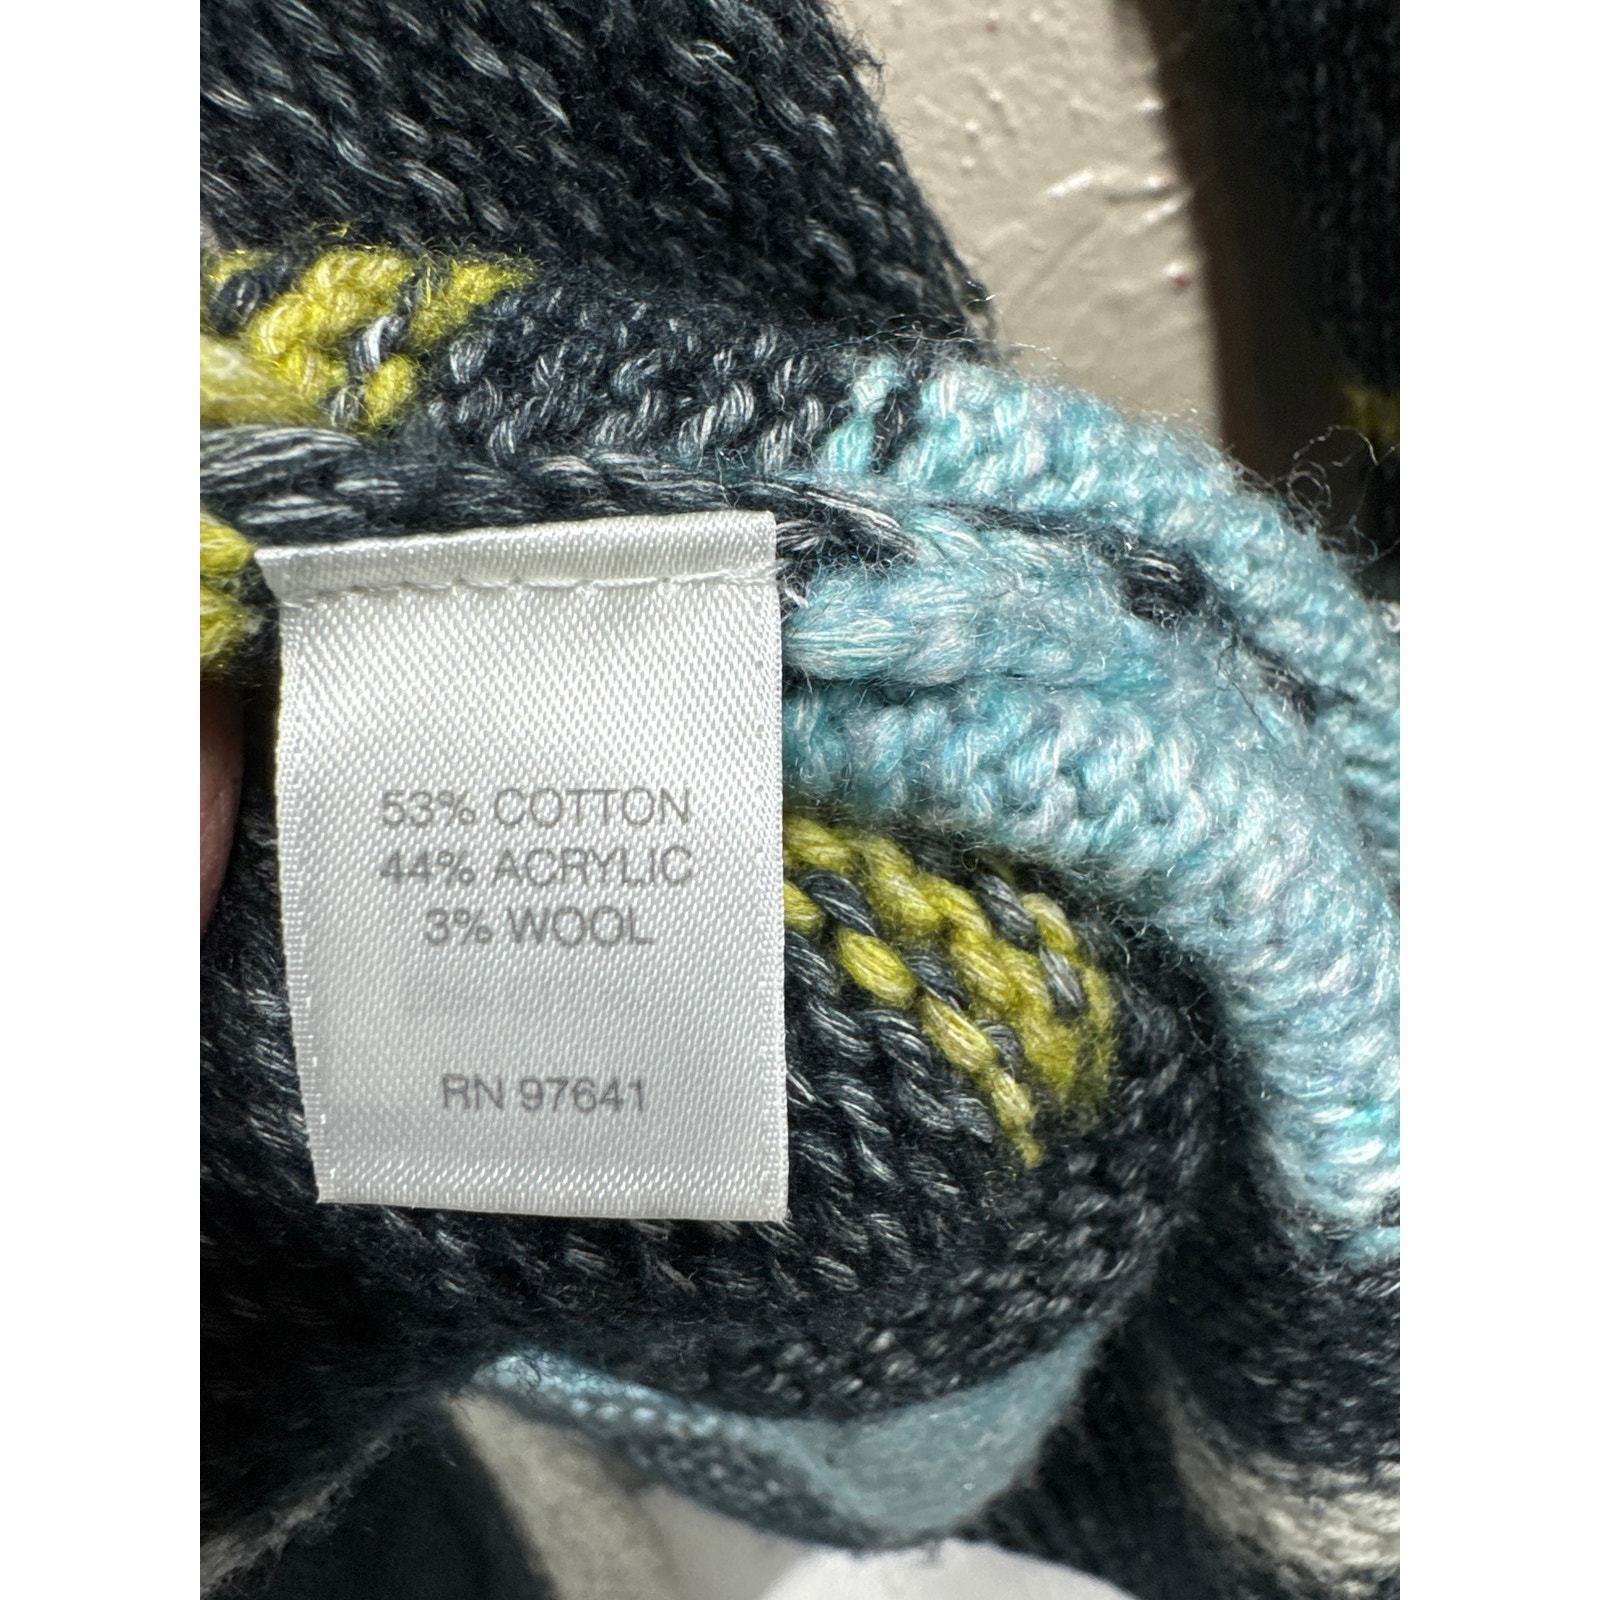 53% COTTON
44% ACRYLIC
3% WOOL
RN 97641